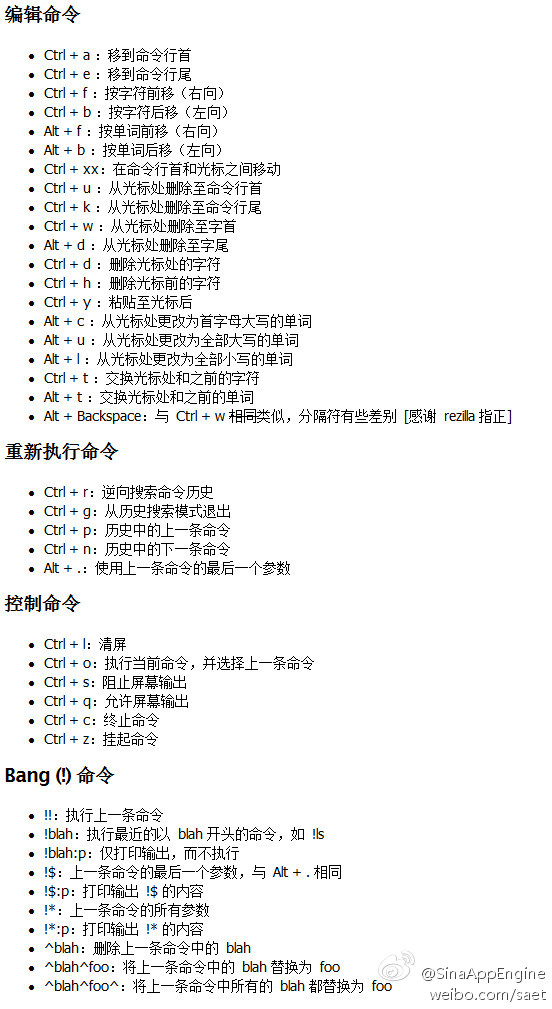 编辑命令
Ctrl + a ：移到命令行首
Ctrl + e ：移到命令行尾
Ctrl + f ：按字符前移（右向）
Ctrl + b ：按字符后移（左向）
Alt + f ：按单词前移（右向）
Alt + b ：按单词后移（左向）
Ctrl + xx：在命令行首和光标之间移动
Ctrl + u ：从光标处删除至命令行首
Ctrl + k ：从光标处删除至命令行尾
Ctrl + w ：从光标处删除至字首
Alt + d ：从光标处删除至字尾
Ctrl + d ：删除光标处的字符
Ctrl + h ：删除光标前的字符
Ctrl + y ：粘贴至光标后
Alt + c ：从光标处更改为首字母大写的单词
Alt + u ：从光标处更改为全部大写的单词
Alt + l ：从光标处更改为全部小写的单词
Ctrl + t ：交换光标处和之前的字符
Alt + t ：交换光标处和之前的单词
Alt + Backspace：与 Ctrl + w 相同类似，分隔符有些差别 [感谢 rezilla 指正]
重新执行命令
Ctrl + r：逆向搜索命令历史
Ctrl + g：从历史搜索模式退出
Ctrl + p：历史中的上一条命令
Ctrl + n：历史中的下一条命令
Alt + .：使用上一条命令的最后一个参数
控制命令
Ctrl + l：清屏
Ctrl + o：执行当前命令，并选择上一条命令
Ctrl + s：阻止屏幕输出
Ctrl + q：允许屏幕输出
Ctrl + c：终止命令
Ctrl + z：挂起命令
Bang (!) 命令
!!：执行上一条命令
!blah：执行最近的以 blah 开头的命令，如 !ls
!blah:p：仅打印输出，而不执行
!$：上一条命令的最后一个参数，与 Alt + . 相同
!$:p：打印输出 !$ 的内容
!*：上一条命令的所有参数
!*:p：打印输出 !* 的内容
^blah：删除上一条命令中的 blah
^blah^foo：将上一条命令中的 blah 替换为 foo
^blah^foo^：将上一条命令中所有的 blah 都替换为 foo
@SinaAppEngine
weibo.com/saet